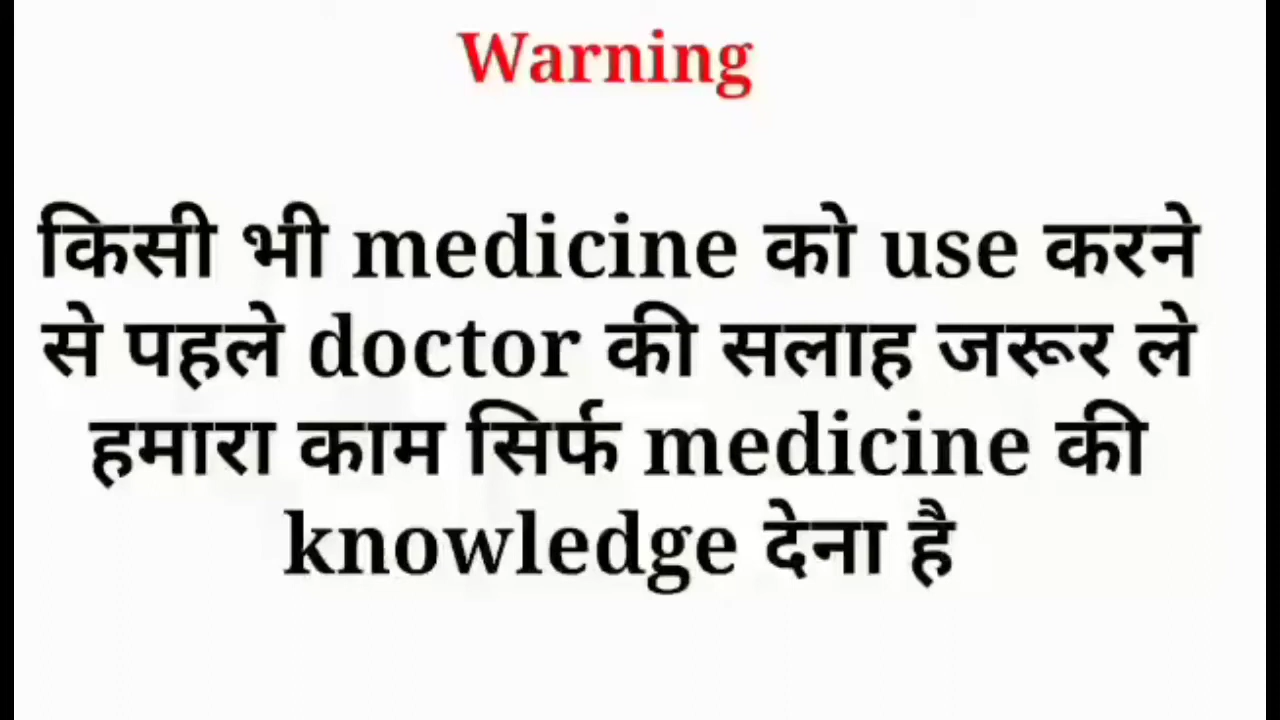 Warning
किसी भी medicine को use करने
से पहले doctor की सलाह जरूर ले
हमारा काम सिर्फ medicine की
knowledge देना है